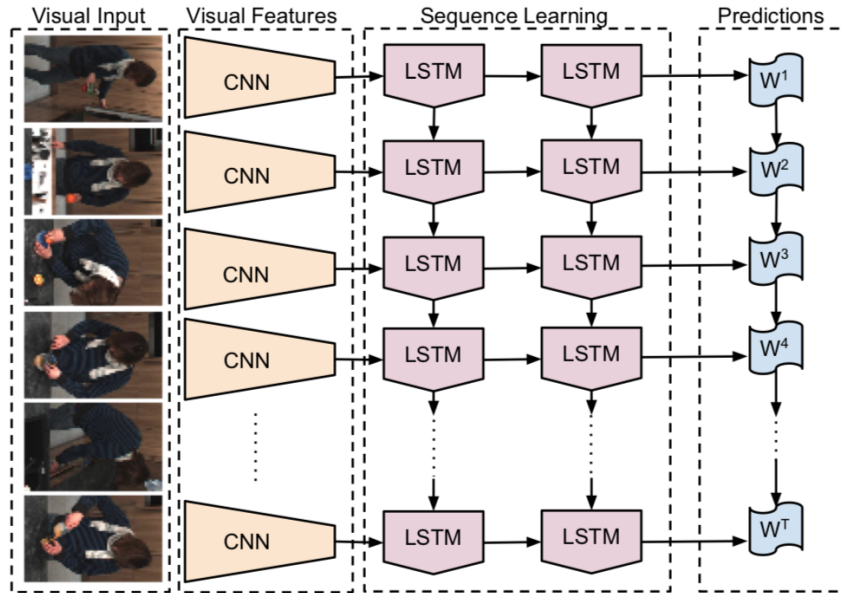 Visual Input Visual Features Sequence Learning Predictions
CNN LSTM LSTM W¹
CNN LSTM LSTM W²
CNN LSTM LSTM W³
CNN LSTM LSTM W⁴
CNN LSTM LSTM Wᵀ